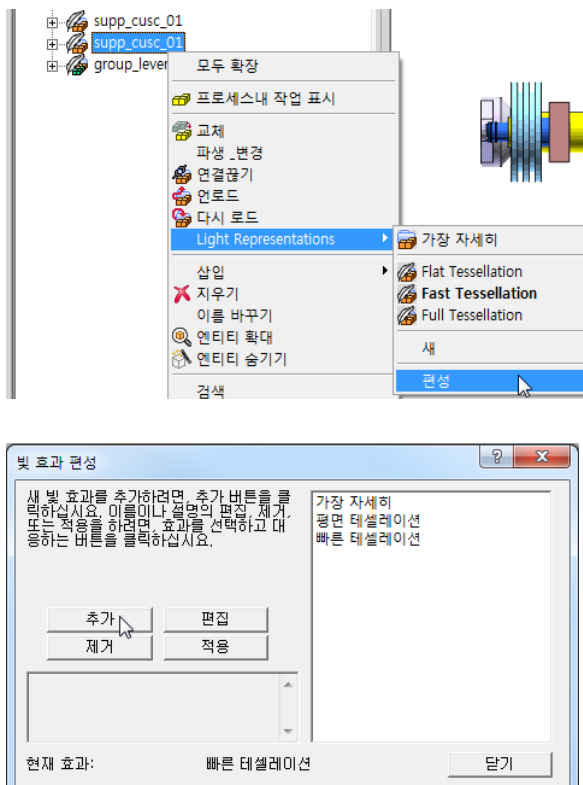 supp_cusc_01
supp_cusc_01
group_lever
모두 확장
프로세스내 작업 표시
교체
파생 _변경
연결끊기
언로드
다시 로드
Light Representations
가장 자세히
Flat Tessellation
Fast Tessellation
Full Tessellation
새
편성
삽입
지우기
이름 바꾸기
엔티티 확대
엔티티 숨기기
검색
빛 효과 편성
새 빛 효과를 추가하려면, 추가 버튼을 클
릭하십시요. 이름이나 설명의 편집, 제거,
또는 적용을 하려면, 효과를 선택하고 대
응하는 버튼을 클릭하십시요.
가장 자세히
평면 테셀레이션
빠른 테셀레이션
추가 편집
제거 적용
현재 효과: 빠른 테셀레이션 닫기